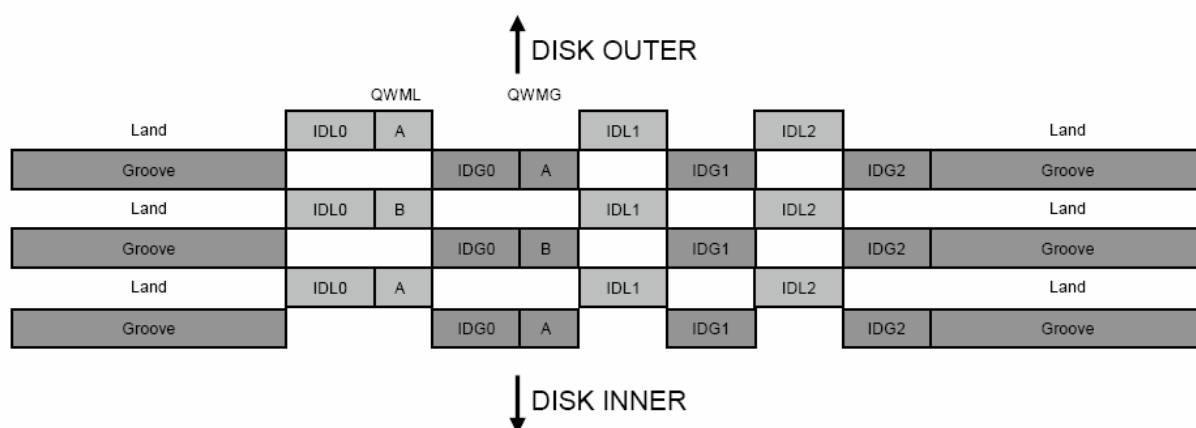 DISK OUTER
QWML QWMG
Land IDL0 A IDL1 IDL2 Land
Groove IDG0 A IDG1 IDG2 Groove
Land IDL0 B IDL1 IDL2 Land
Groove IDG0 B IDG1 IDG2 Groove
Land IDL0 A IDL1 IDL2 Land
Groove IDG0 A IDG1 IDG2 Groove
DISK INNER